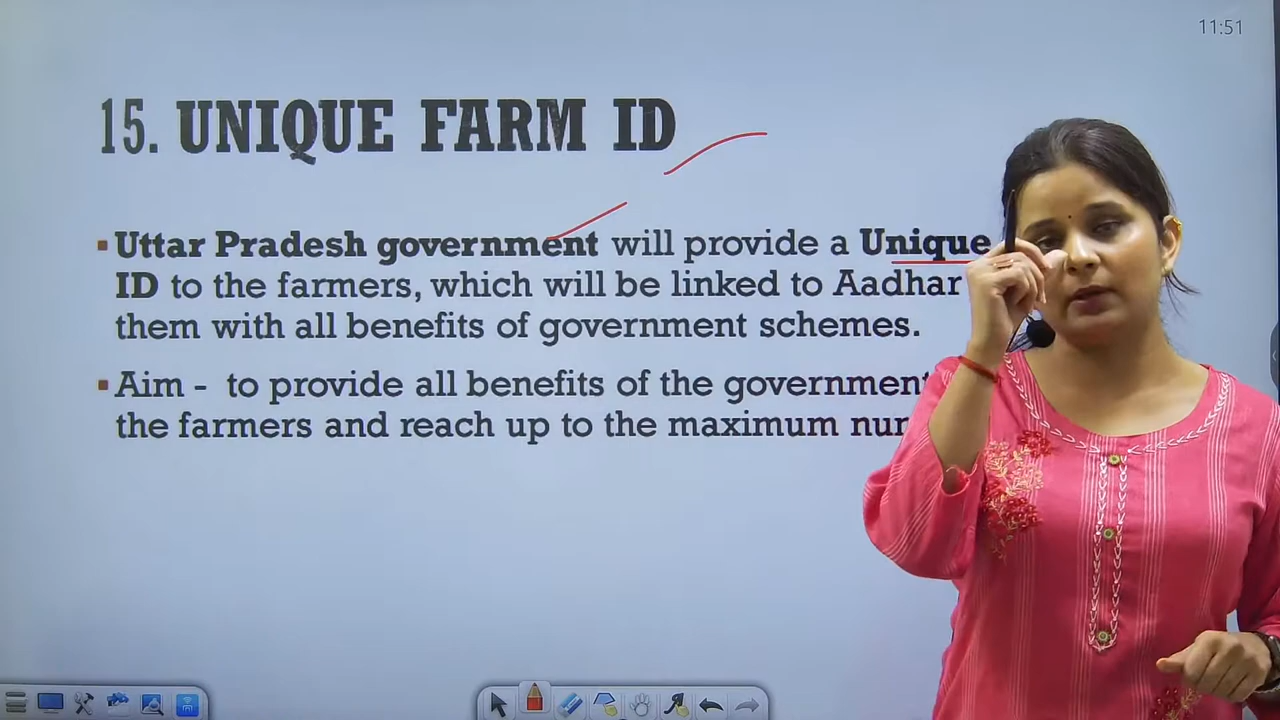 11:51
15. UNIQUE FARM ID
Uttar Pradesh government will provide a Unique
ID to the farmers, which will be linked to Aadhar
them with all benefits of government schemes.
Aim - to provide all benefits of the government
the farmers and reach up to the maximum